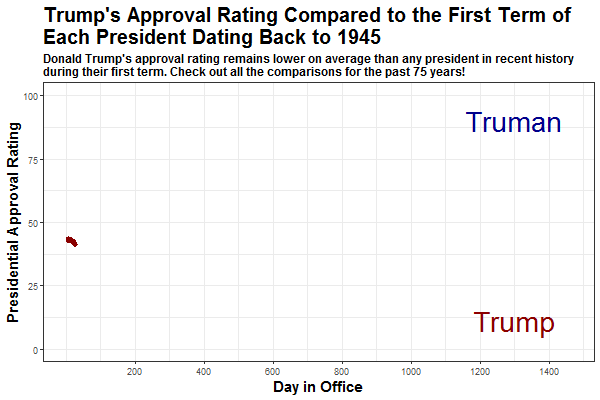 Trump's Approval Rating Compared to the First Term of
Each President Dating Back to 1945
Donald Trump's approval rating remains lower on average than any president in recent history
during their first term. Check out all the comparisons for the past 75 years!
Presidential Approval Rating
100
75
50
25
0
Truman
Trump
200 400 600 800 1000 1200 1400
Day in Office